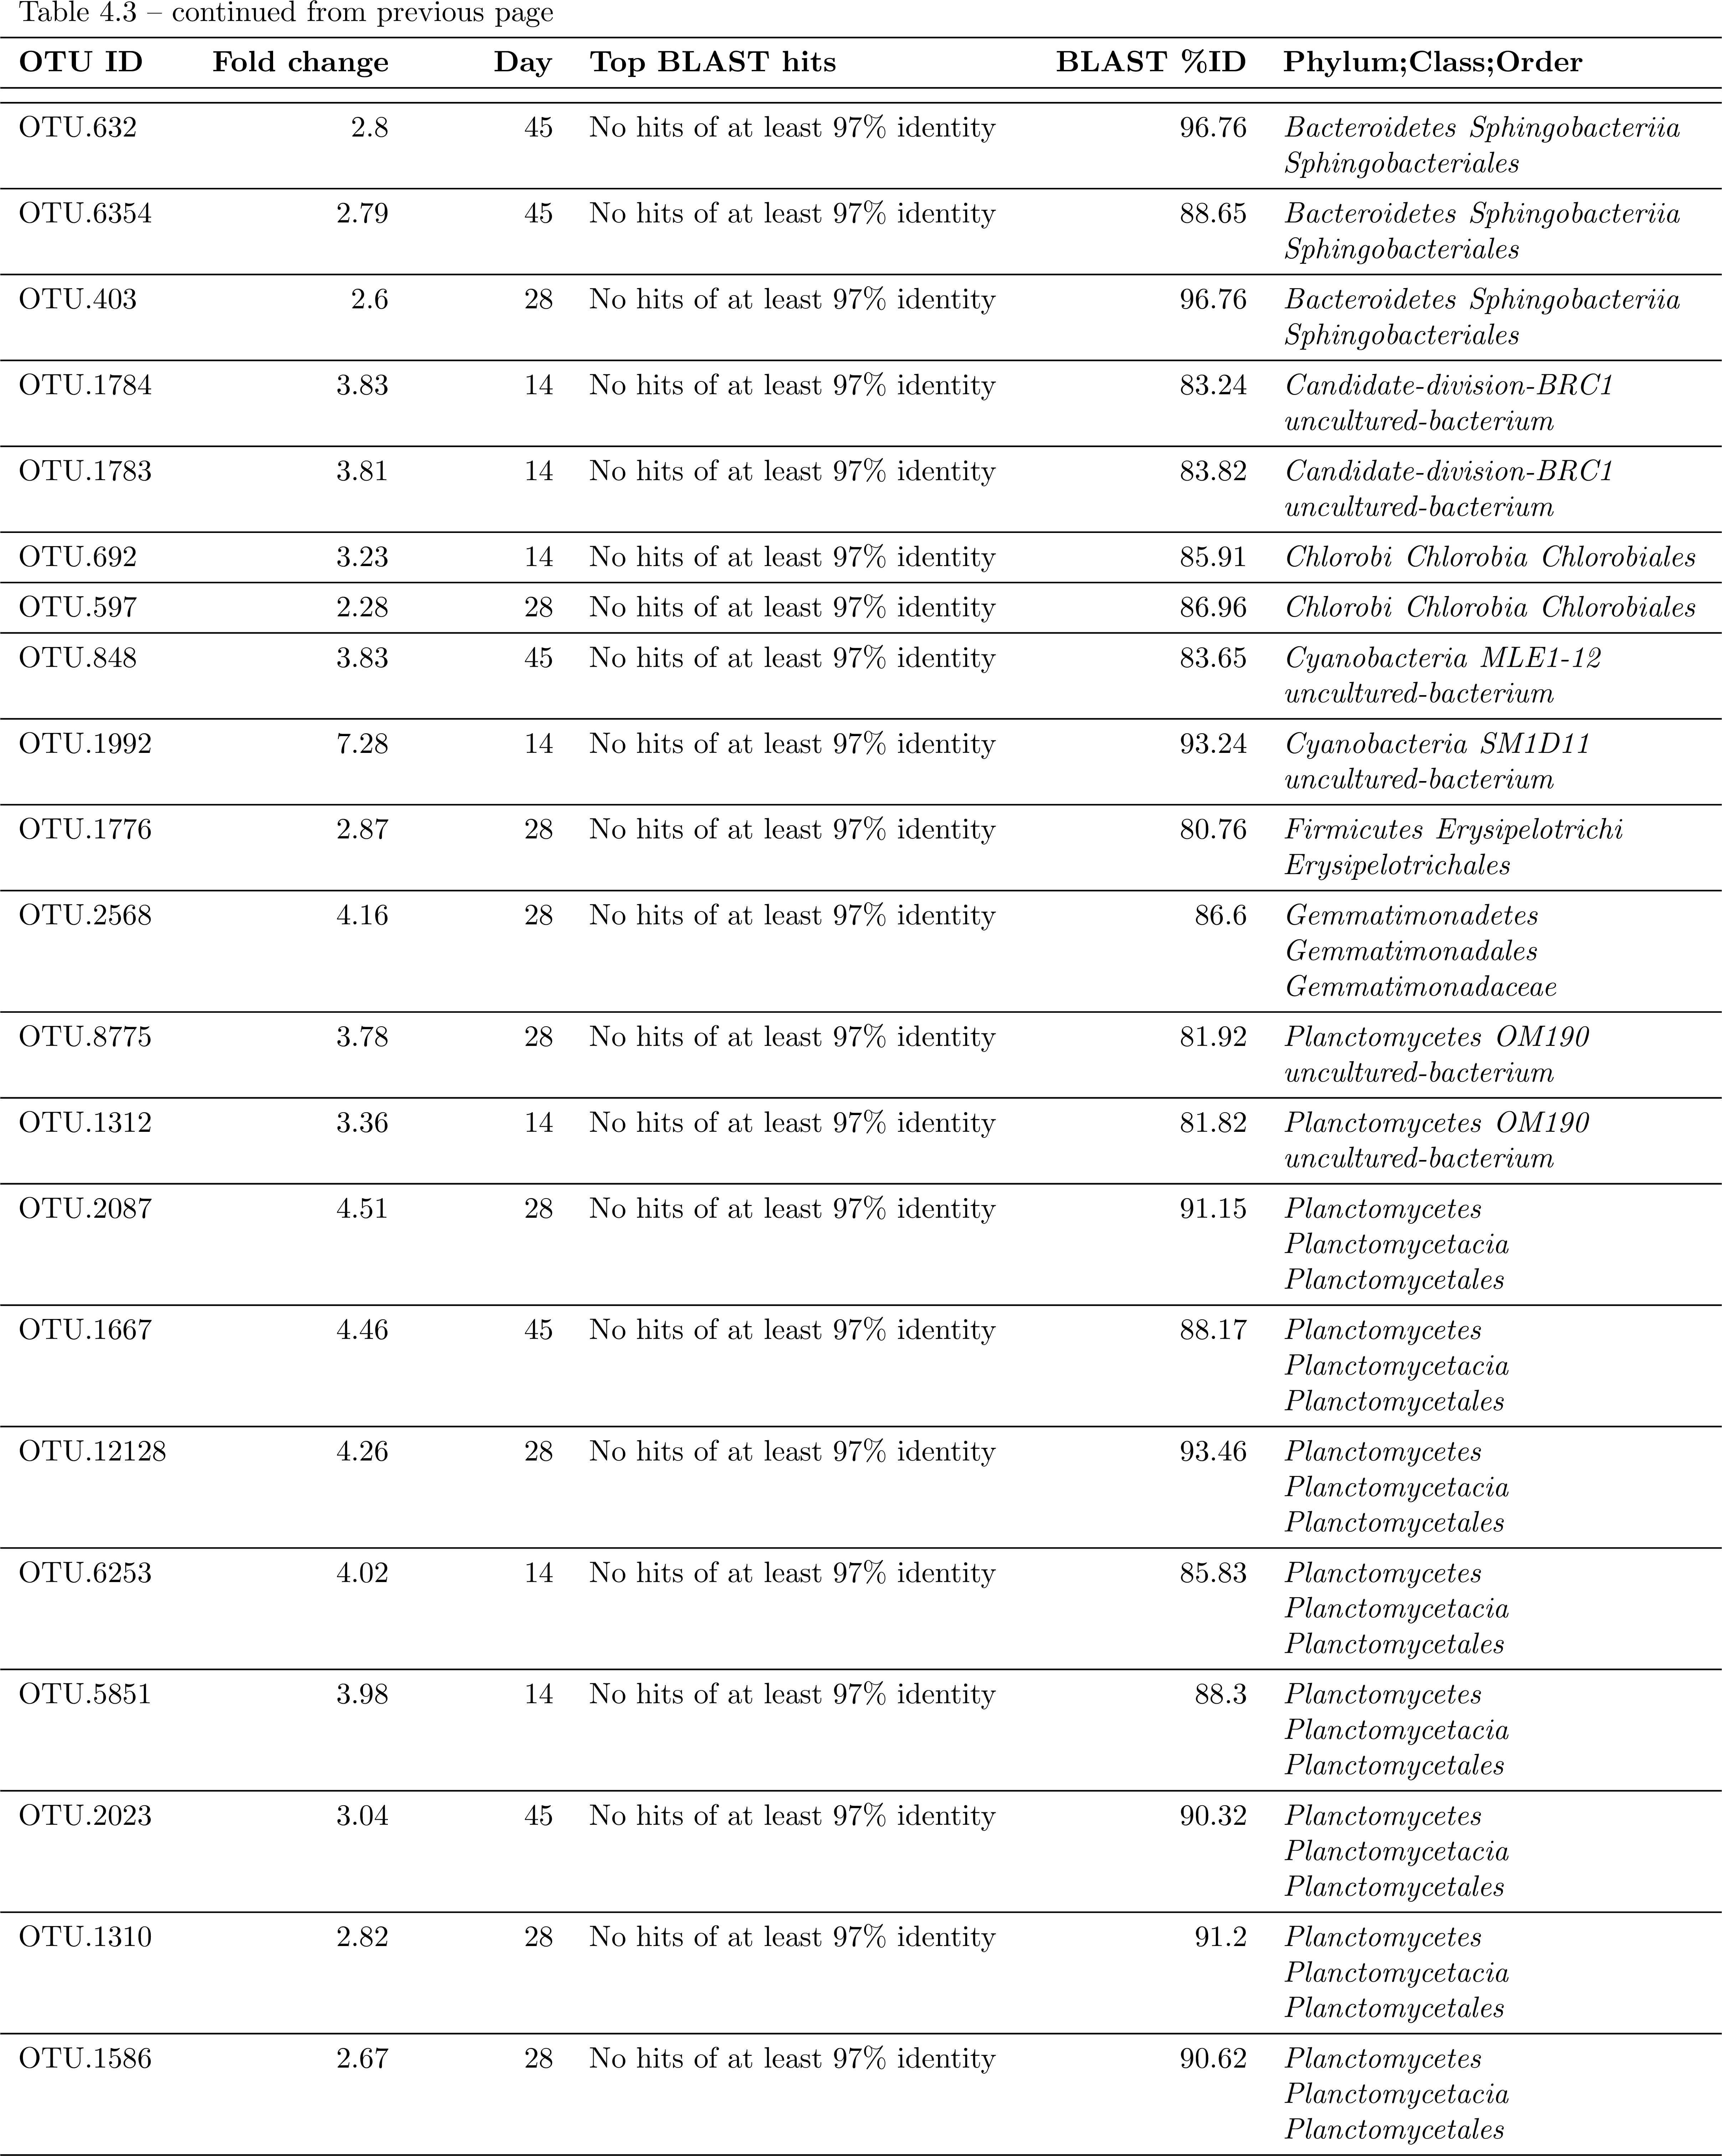 Table 4.3 – continued from previous page
OTU ID Fold change Day Top BLAST hits BLAST %ID Phylum;Class;Order
OTU.632 2.8 45 No hits of at least 97% identity 96.76 Bacteroidetes Sphingobacteriia
Sphingobacteriales
OTU.6354 2.79 45 No hits of at least 97% identity 88.65 Bacteroidetes Sphingobacteriia
Sphingobacteriales
OTU.403 2.6 28 No hits of at least 97% identity 96.76 Bacteroidetes Sphingobacteriia
Sphingobacteriales
OTU.1784 3.83 14 No hits of at least 97% identity 83.24 Candidate-division-BRC1
uncultured-bacterium
OTU.1783 3.81 14 No hits of at least 97% identity 83.82 Candidate-division-BRC1
uncultured-bacterium
OTU.692 3.23 14 No hits of at least 97% identity 85.91 Chlorobi Chlorobia Chlorobiales
OTU.597 2.28 28 No hits of at least 97% identity 86.96 Chlorobi Chlorobia Chlorobiales
OTU.848 3.83 45 No hits of at least 97% identity 83.65 Cyanobacteria MLE1-12
uncultured-bacterium
OTU.1992 7.28 14 No hits of at least 97% identity 93.24 Cyanobacteria SM1D11
uncultured-bacterium
OTU.1776 2.87 28 No hits of at least 97% identity 80.76 Firmicutes Erysipelotrichi
Erysipelotrichales
OTU.2568 4.16 28 No hits of at least 97% identity 86.6 Gemmatimonadetes
Gemmatimonadales
Gemmatimonadaceae
OTU.8775 3.78 28 No hits of at least 97% identity 81.92 Planctomycetes OM190
uncultured-bacterium
OTU.1312 3.36 14 No hits of at least 97% identity 81.82 Planctomycetes OM190
uncultured-bacterium
OTU.2087 4.51 28 No hits of at least 97% identity 91.15 Planctomycetes
Planctomycetacia
Planctomycetales
OTU.1667 4.46 45 No hits of at least 97% identity 88.17 Planctomycetes
Planctomycetacia
Planctomycetales
OTU.12128 4.26 28 No hits of at least 97% identity 93.46 Planctomycetes
Planctomycetacia
Planctomycetales
OTU.6253 4.02 14 No hits of at least 97% identity 85.83 Planctomycetes
Planctomycetacia
Planctomycetales
OTU.5851 3.98 14 No hits of at least 97% identity 88.3 Planctomycetes
Planctomycetacia
Planctomycetales
OTU.2023 3.04 45 No hits of at least 97% identity 90.32 Planctomycetes
Planctomycetacia
Planctomycetales
OTU.1310 2.82 28 No hits of at least 97% identity 91.2 Planctomycetes
Planctomycetacia
Planctomycetales
OTU.1586 2.67 28 No hits of at least 97% identity 90.62 Planctomycetes
Planctomycetacia
Planctomycetales